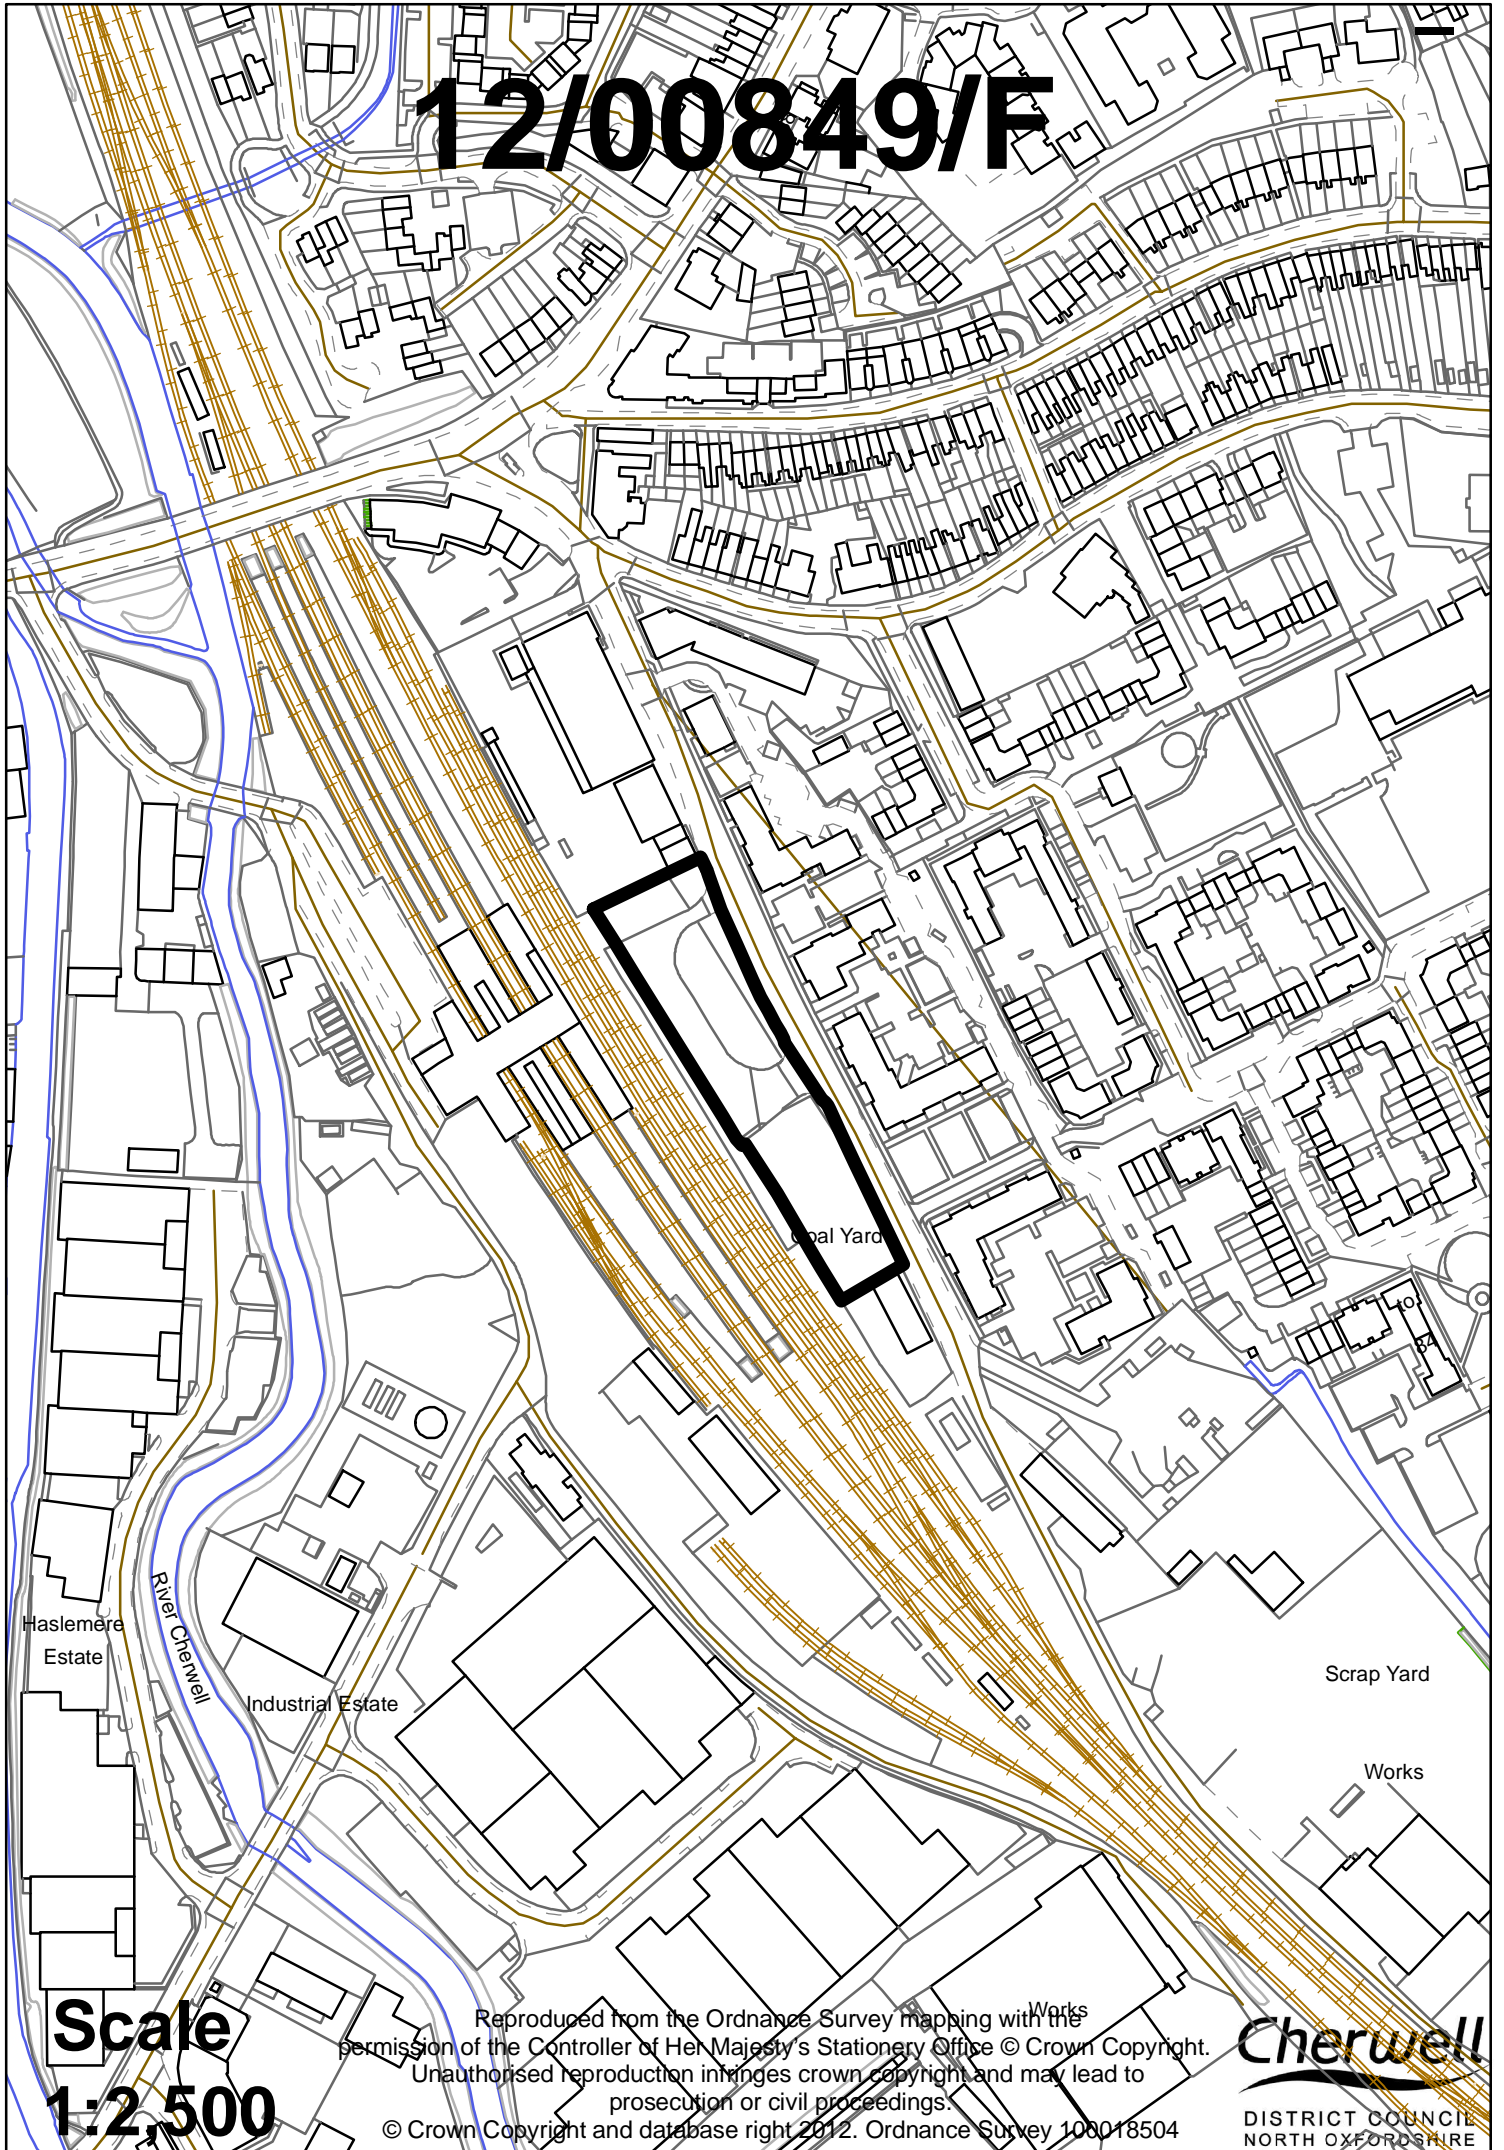 12/00849/F
Coal Yard
to
84
River Cherwell
Haslemere
Estate
Industrial Estate
Scrap Yard
Works
Works
Scale
1:2,500
Reproduced from the Ordnance Survey mapping with the
permission of the Controller of Her Majesty's Stationery Office © Crown Copyright.
Unauthorised reproduction infringes crown copyright and may lead to
prosecution or civil proceedings.
© Crown Copyright and database right 2012. Ordnance Survey 100018504
Cherwell
DISTRICT COUNCIL
NORTH OXFORDSHIRE